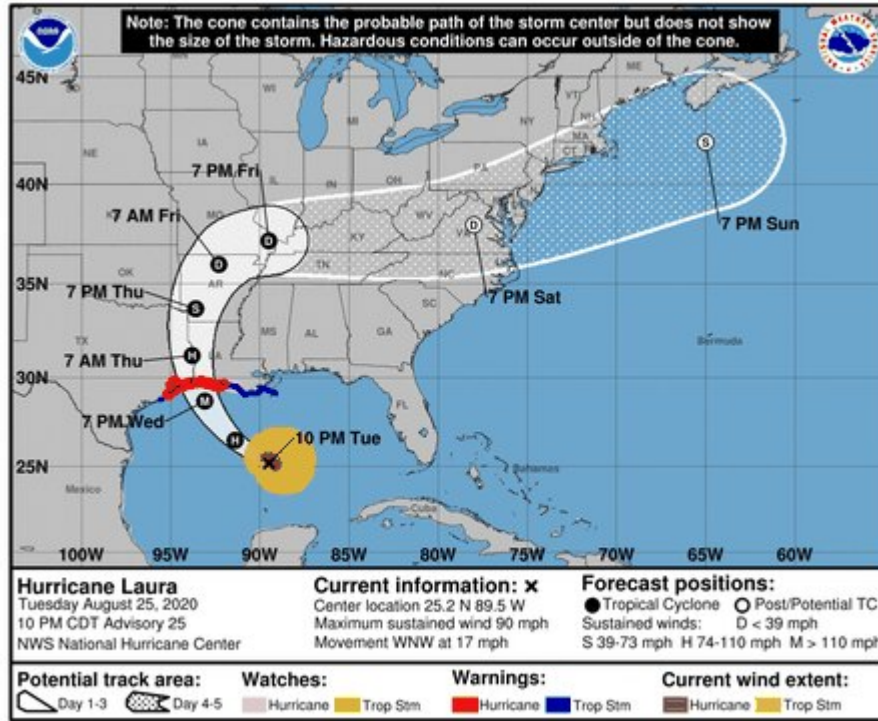 Note: The cone contains the probable path of the storm center but does not show
the size of the storm. Hazardous conditions can occur outside of the cone.
NOAA
45N
40N
35N
30N
25N
100W
95W
90W
85W
80W
75W
70W
65W
60W
WI
MI
NY
VT
NH
ME
MA
CT
NE
IA
IL
IN
OH
PA
MO
KY
WV
VA
OK
AR
TN
NC
TX
LA
MS
AL
GA
SC
FL
Mexico
Cuba
Bahamas
Bermuda
7 PM Fri
7 AM Fri
7 PM Thu
7 AM Thu
7 PM Wed
10 PM Tue
7 PM Sat
7 PM Sun
D
D
S
H
M
H
D
S
Hurricane Laura
Tuesday August 25, 2020
10 PM CDT Advisory 25
NWS National Hurricane Center
Current information: x
Center location 25.2 N 89.5 W
Maximum sustained wind 90 mph
Movement WNW at 17 mph
Forecast positions:
Tropical Cyclone Post/Potential TC
Sustained winds: D < 39 mph
S 39-73 mph H 74-110 mph M > 110 mph
Potential track area:
Day 1-3 Day 4-5
Watches:
Hurricane Trop Stm
Warnings:
Hurricane Trop Stm
Current wind extent:
Hurricane Trop Stm